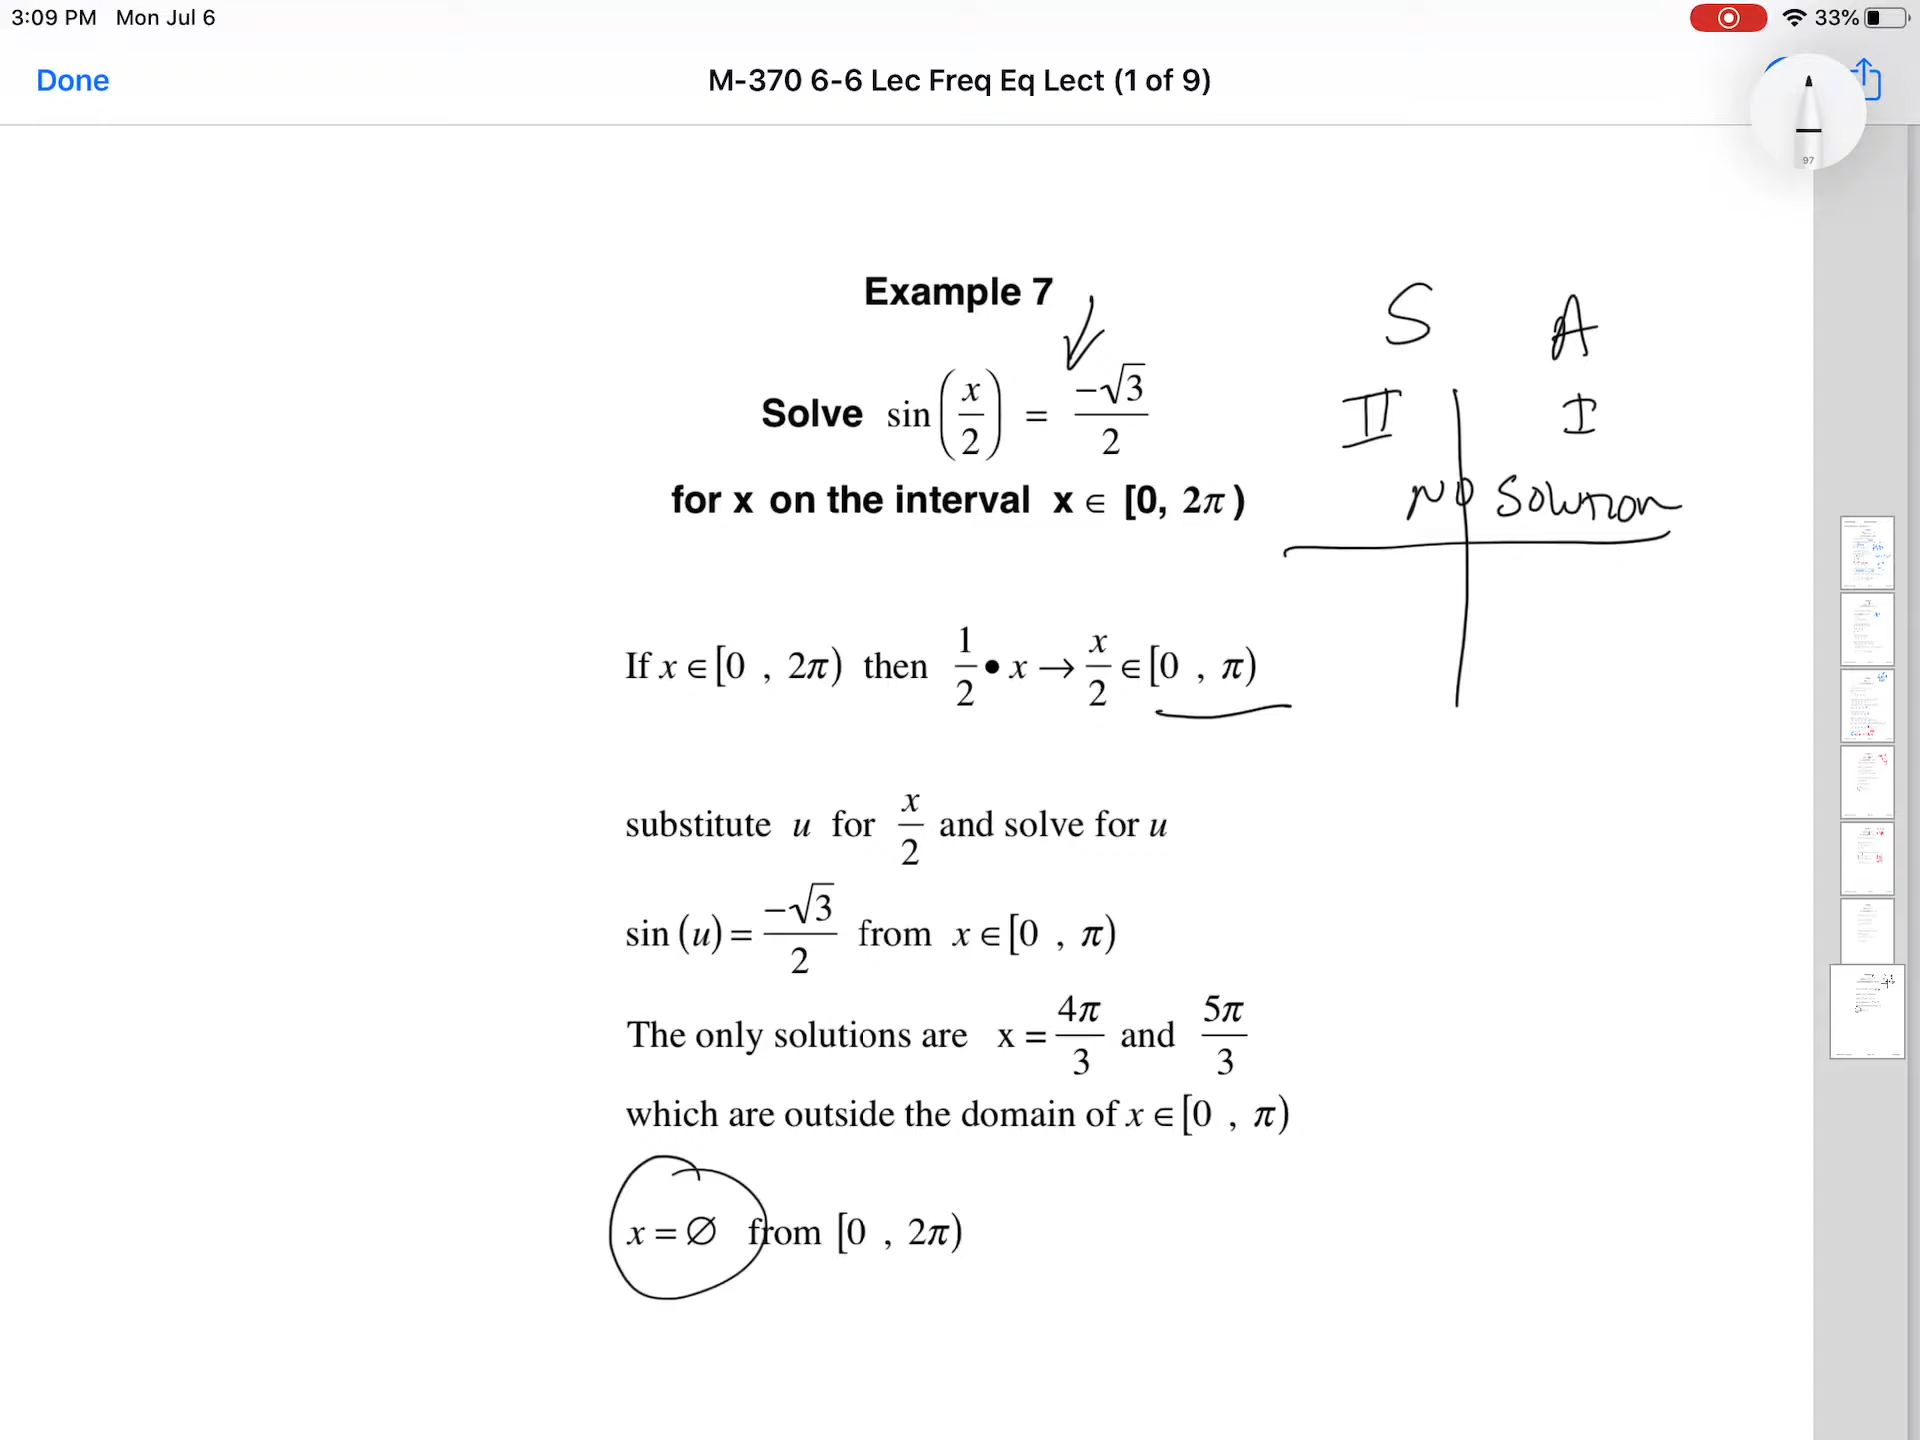 3:09 PM Mon Jul 6
33%
Done
M-370 6-6 Lec Freq Eq Lect (1 of 9)
97
Example 7
S A
Solve sin(x/2) = -√3/2
II I
for x on the interval x ∈ [0, 2π)
NO SOLUTION
If x ∈ [0 , 2π) then 1/2 • x → x/2 ∈ [0 , π)
substitute u for x/2 and solve for u
sin (u) = -√3/2 from x ∈ [0 , π)
The only solutions are x = 4π/3 and 5π/3
which are outside the domain of x ∈ [0 , π)
x = ∅ from [0 , 2π)